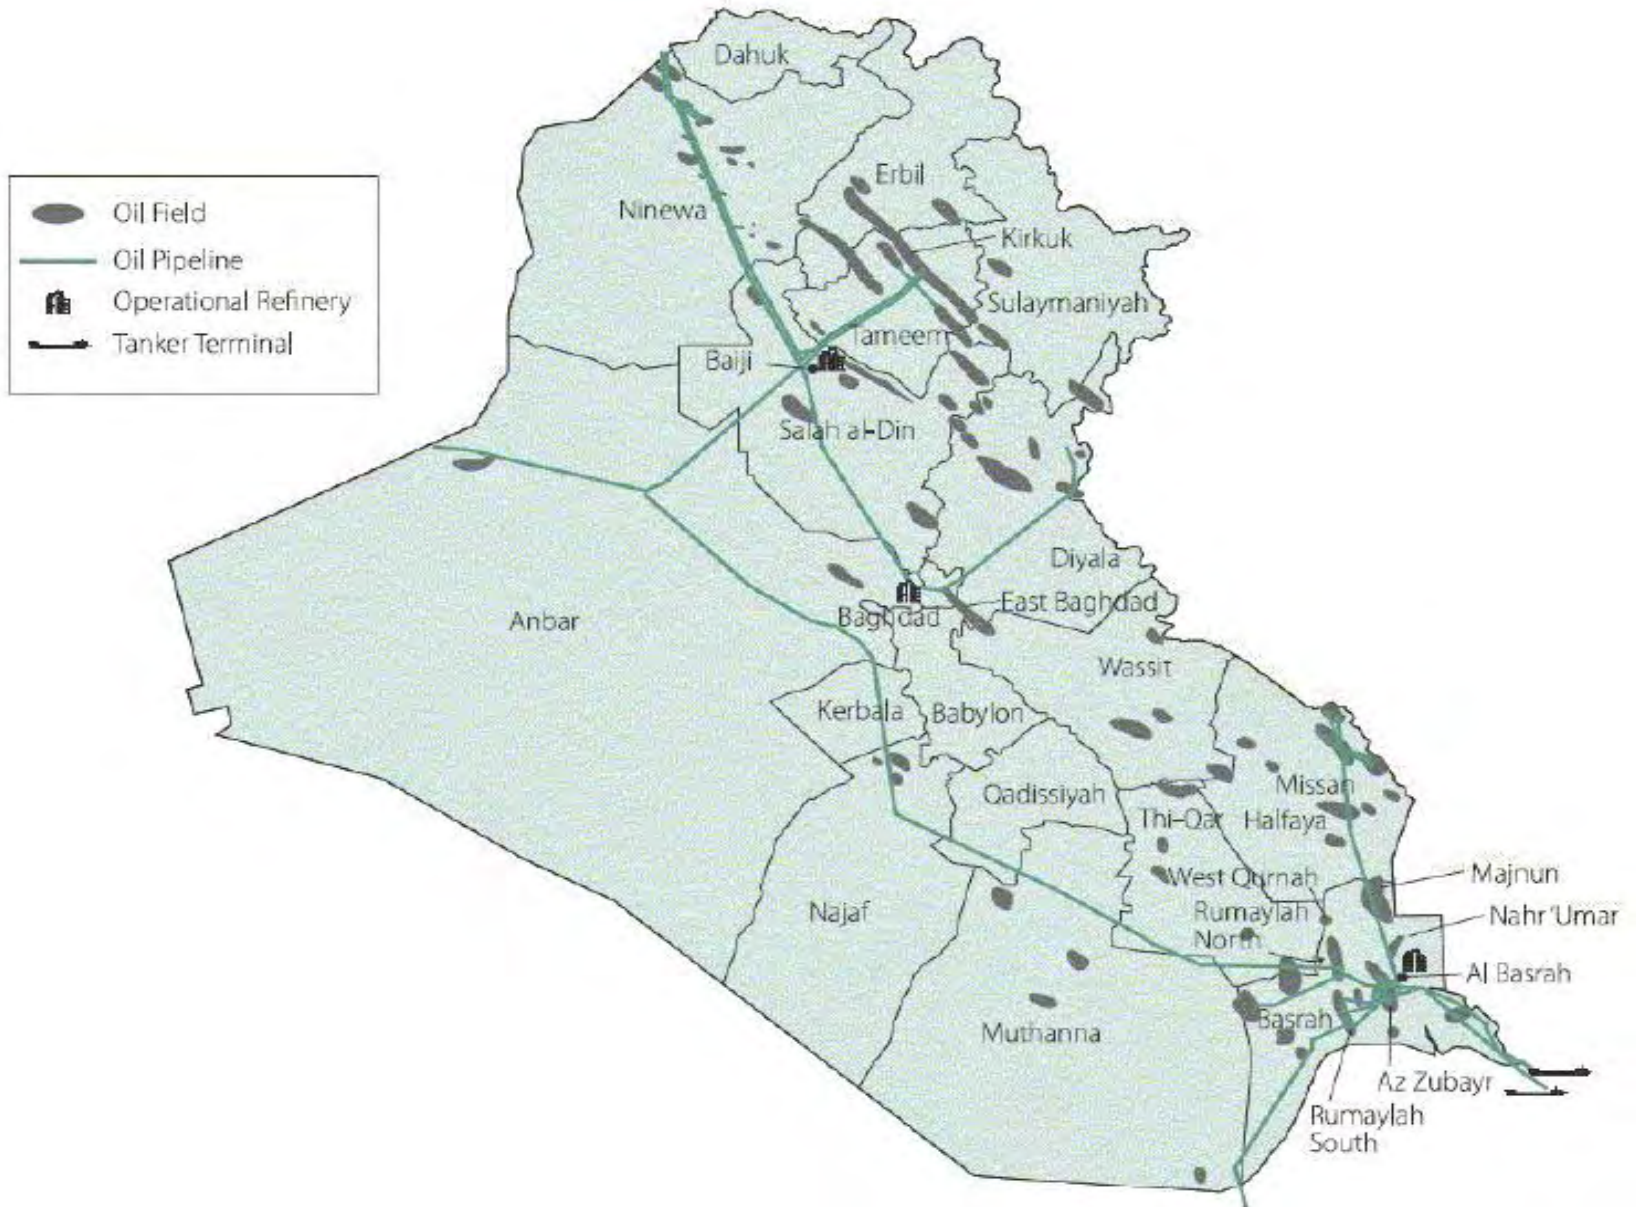 Dahuk
Oil Field
Oil Pipeline
Operational Refinery
Tanker Terminal
Erbil
Ninewa
Kirkuk
Sulaymaniyah
Tameem
Baiji
Salah al-Din
Diyala
East Baghdad
Baghdad
Anbar
Wassit
Kerbala
Babylon
Qadissiyah
Missan
Thi-Qar
Halfaya
West Qurnah
Majnun
Najaf
Rumaylah
North
Nahr 'Umar
Al Basrah
Basrah
Muthanna
Az Zubayr
Rumaylah
South